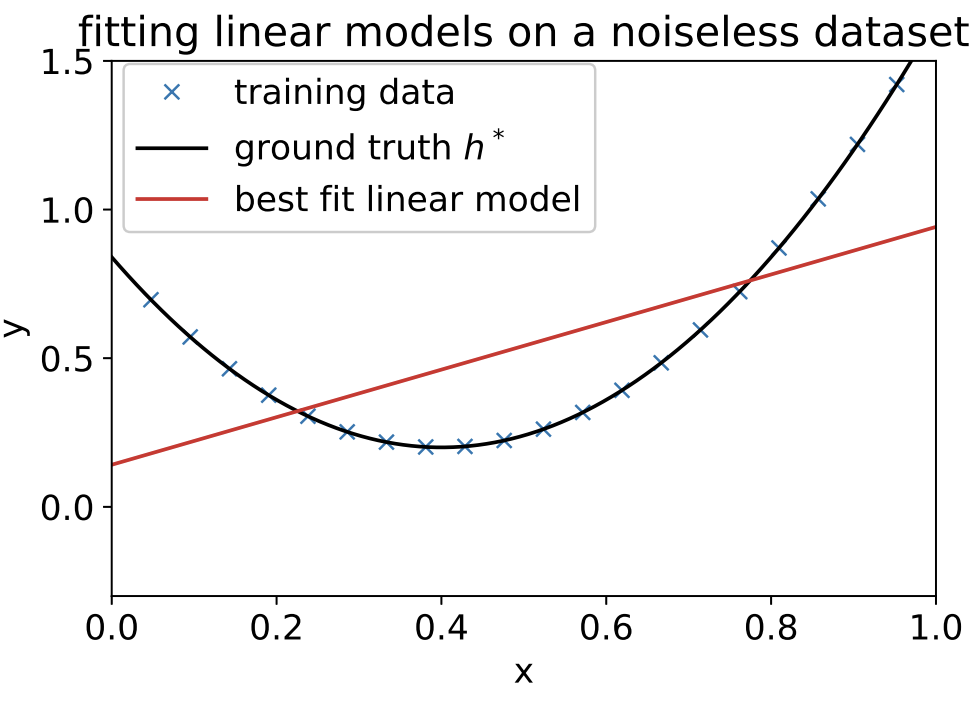 fitting linear models on a noiseless dataset
1.5
1.0
0.5
0.0
y
training data
ground truth h*
best fit linear model
0.0 0.2 0.4 0.6 0.8 1.0
x